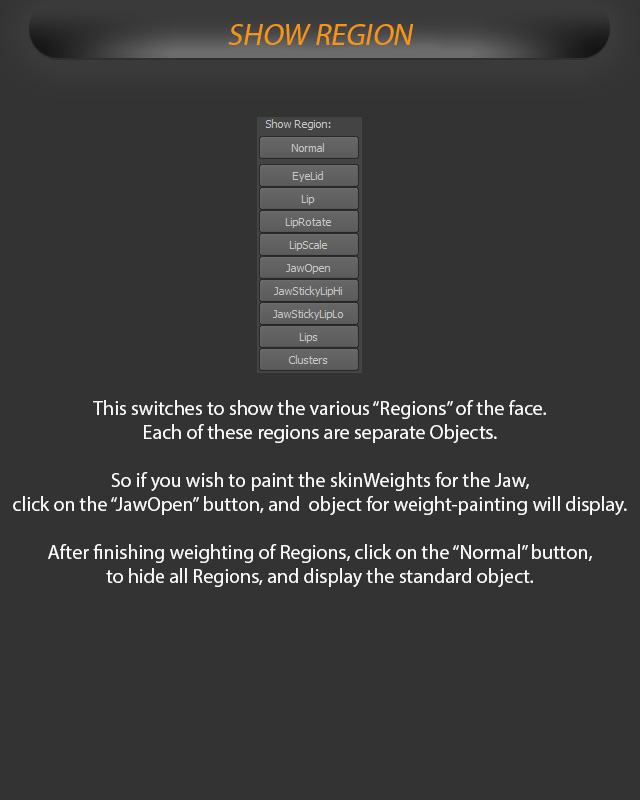 SHOW REGION
Show Region:
Normal
EyeLid
Lip
LipRotate
LipScale
JawOpen
JawStickyLipHi
JawStickyLipLo
Lips
Clusters
This switches to show the various “Regions” of the face.
Each of these regions are separate Objects.
So if you wish to paint the skinWeights for the Jaw,
click on the “JawOpen” button, and  object for weight-painting will display.
After finishing weighting of Regions, click on the “Normal” button,
to hide all Regions, and display the standard object.